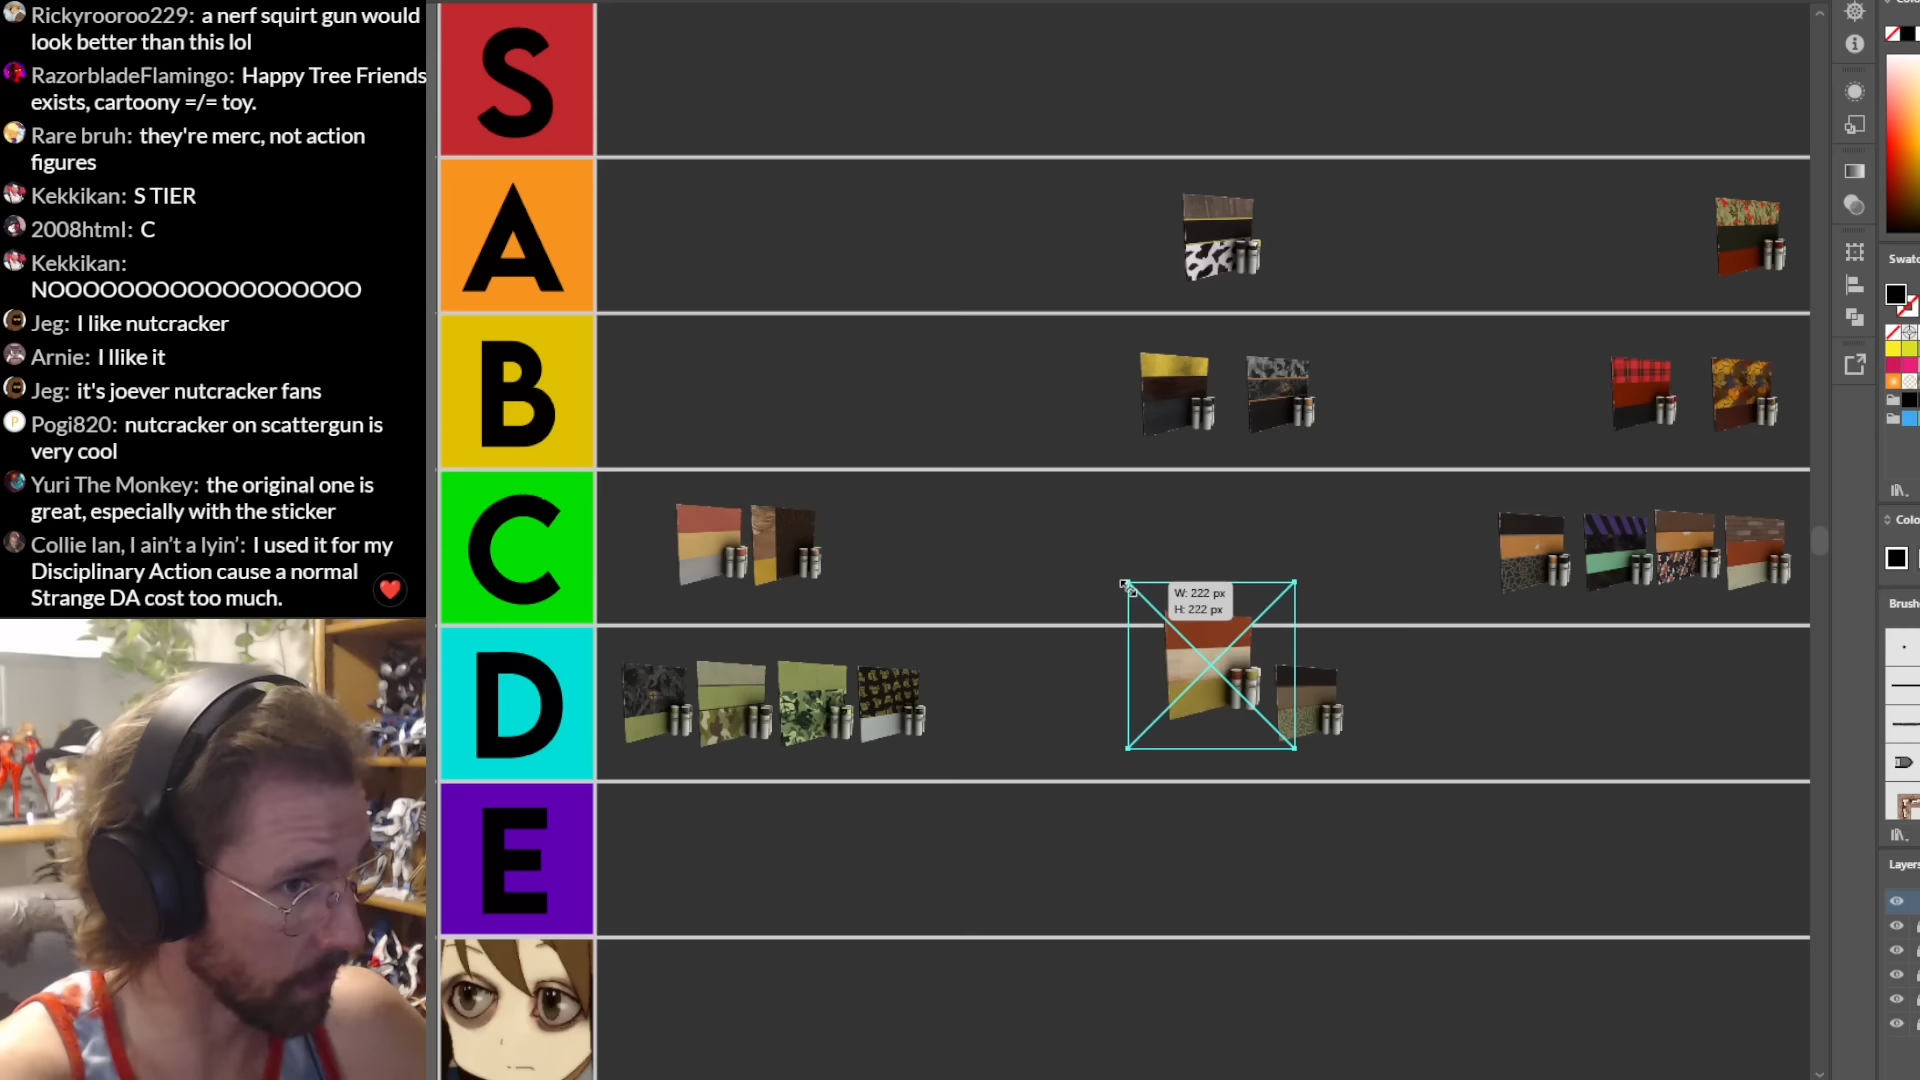 Rickyrooroo229: a nerf squirt gun would
look better than this lol
RazorbladeFlamingo: Happy Tree Friends
exists, cartoony =/= toy.
Rare bruh: they're merc, not action
figures
Kekkikan: S TIER
2008html: C
Kekkikan:
NOOOOOOOOOOOOOOOOOO
Jeg: I like nutcracker
Arnie: I llike it
Jeg: it's joever nutcracker fans
P
Pogi820: nutcracker on scattergun is
very cool
Yuri The Monkey: the original one is
great, especially with the sticker
Collie Ian, I ain't a lyin': I used it for my
Disciplinary Action cause a normal
Strange DA cost too much.
S
A
B
C
D
E
W: 222 px
H: 222 px
Swatc
Colo
Brush
Layers